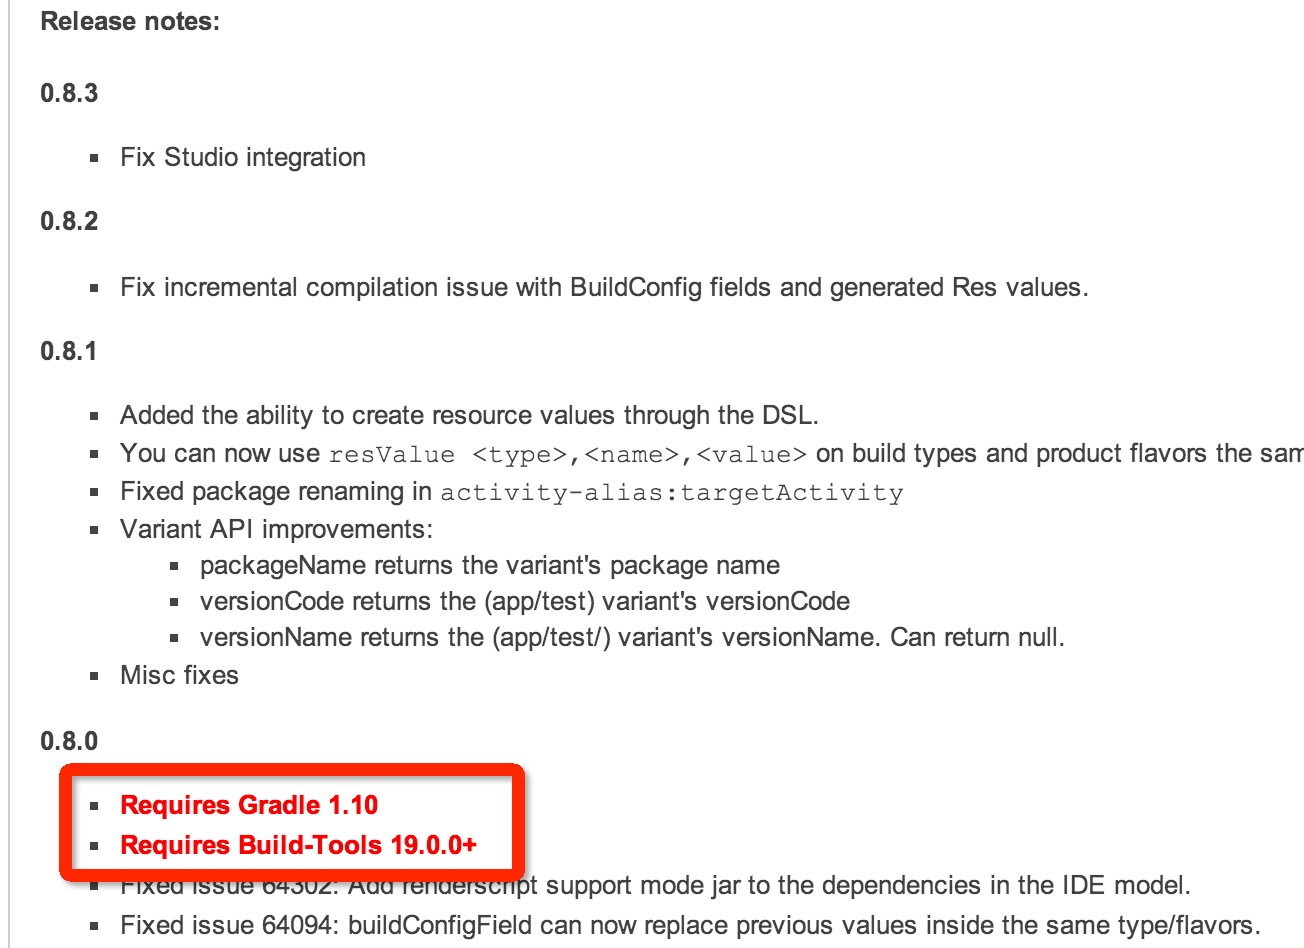 Release notes:
0.8.3
Fix Studio integration
0.8.2
Fix incremental compilation issue with BuildConfig fields and generated Res values.
0.8.1
Added the ability to create resource values through the DSL.
You can now use resValue <type>,<name>,<value> on build types and product flavors the sam
Fixed package renaming in activity-alias:targetActivity
Variant API improvements:
packageName returns the variant's package name
versionCode returns the (app/test) variant's versionCode
versionName returns the (app/test/) variant's versionName. Can return null.
Misc fixes
0.8.0
Requires Gradle 1.10
Requires Build-Tools 19.0.0+
Fixed issue 64302: Add renderscript support mode jar to the dependencies in the IDE model.
Fixed issue 64094: buildConfigField can now replace previous values inside the same type/flavors.